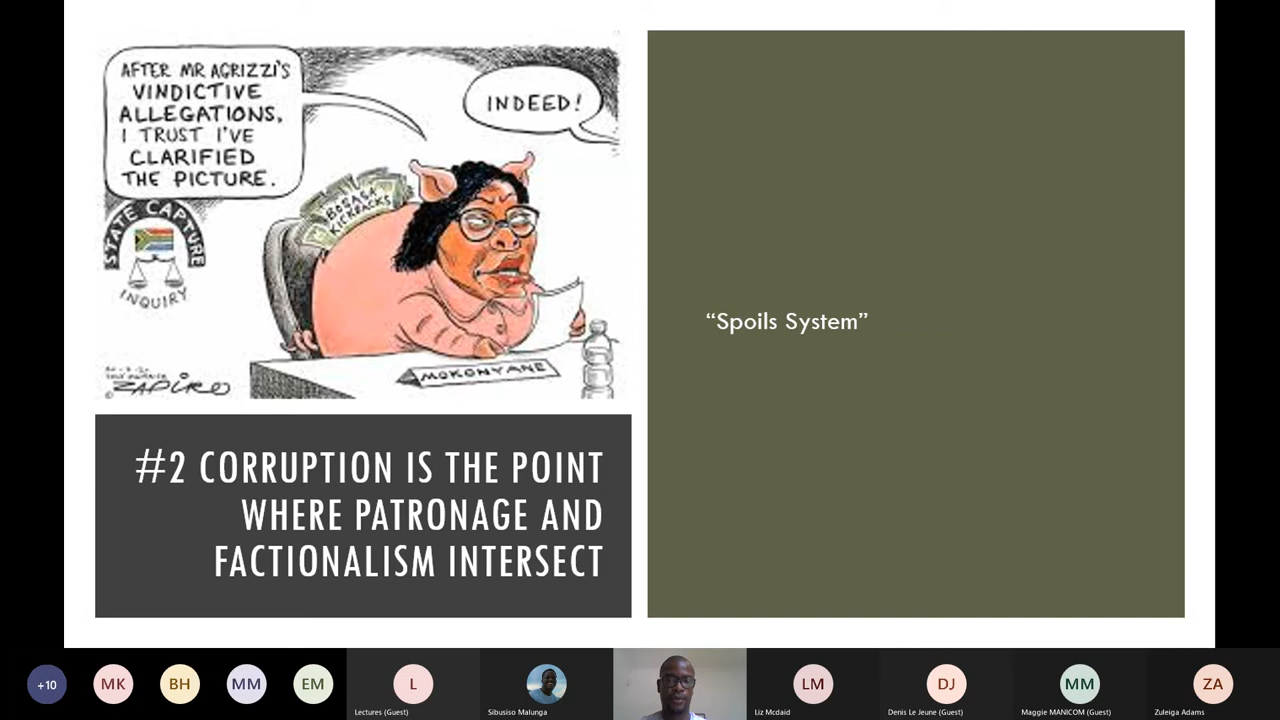 AFTER MR AGRIZZI'S
VINDICTIVE
ALLEGATIONS,
I TRUST I'VE
CLARIFIED
THE PICTURE.
INDEED!
BOSASA
KICKBACKS
STATE CAPTURE
INQUIRY
MOKONYANE
© ZAPIRO
#2 CORRUPTION IS THE POINT
WHERE PATRONAGE AND
FACTIONALISM INTERSECT
“Spoils System”
+10
MK
BH
MM
EM
L
Lectures (Guest)
Sibusiso Malunga
LM
Liz Mcdaid
DJ
Denis Le Jeune (Guest)
MM
Maggie MANICOM (Guest)
ZA
Zuleiga Adams